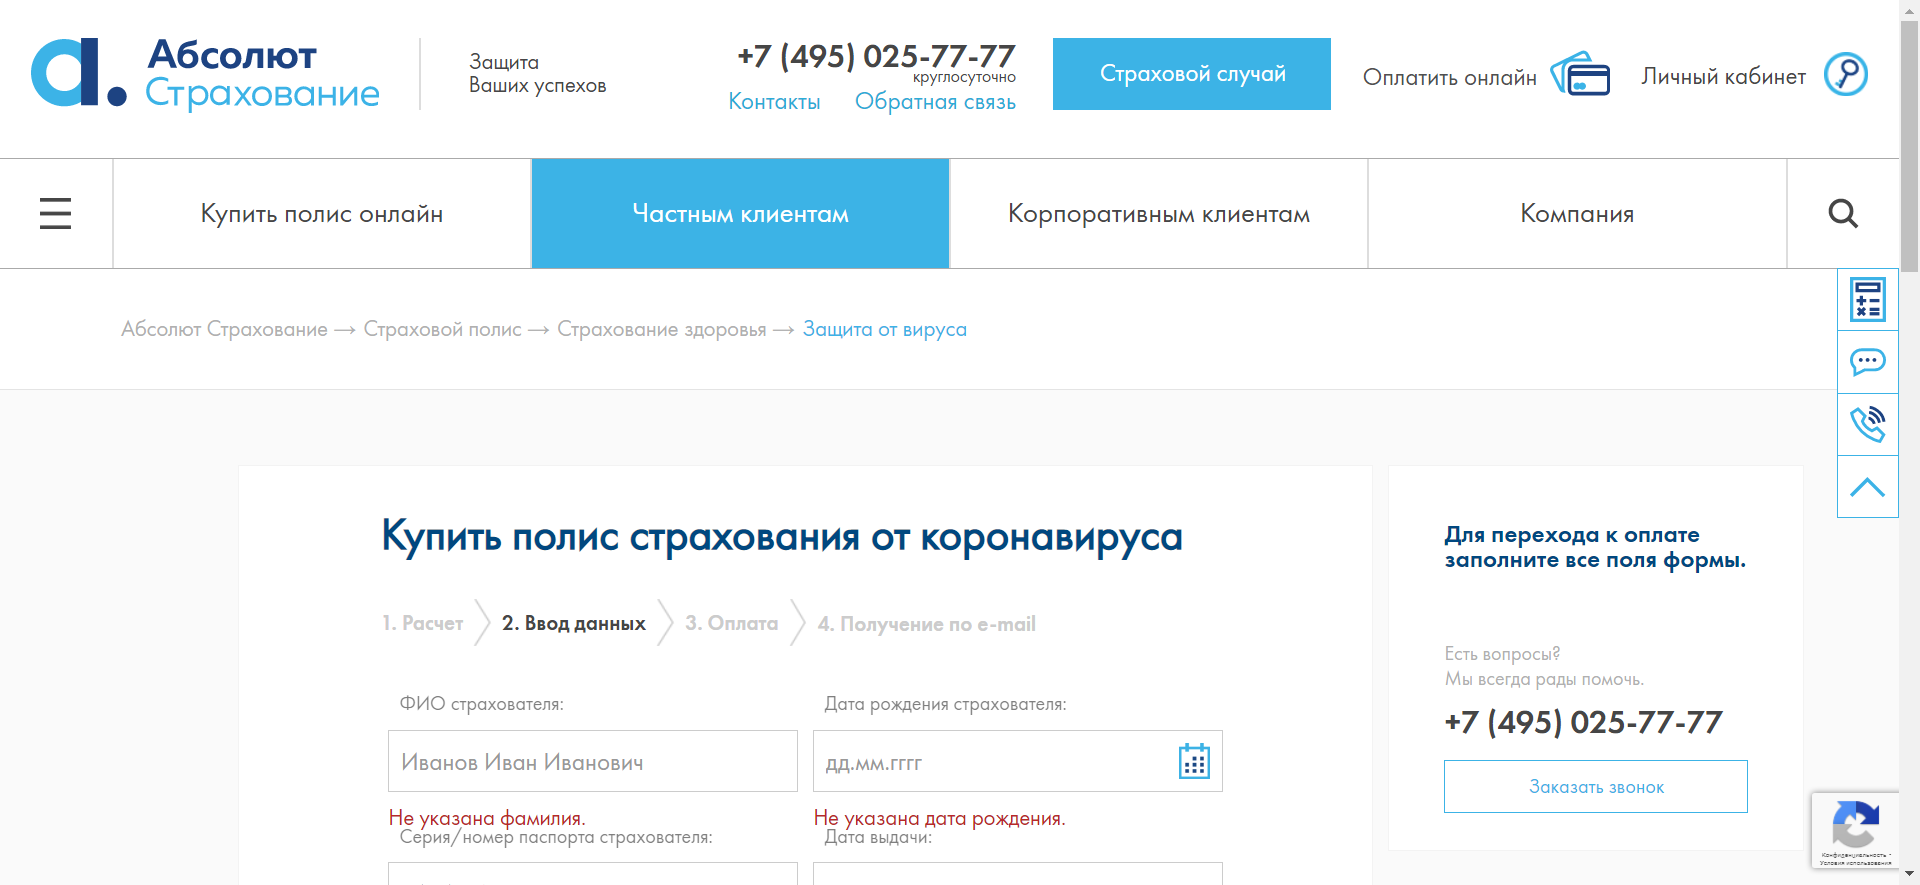 Абсолют
Страхование
Защита
Ваших успехов
+7 (495) 025-77-77
круглосуточно
Контакты
Обратная связь
Страховой случай
Оплатить онлайн
Личный кабинет
Купить полис онлайн
Частным клиентам
Корпоративным клиентам
Компания
Абсолют Страхование → Страховой полис → Страхование здоровья → Защита от вируса
Купить полис страхования от коронавируса
1. Расчет
2. Ввод данных
3. Оплата
4. Получение по e-mail
ФИО страхователя:
Дата рождения страхователя:
Иванов Иван Иванович
дд.мм.гггг
Не указана фамилия.
Не указана дата рождения.
Серия/номер паспорта страхователя:
Дата выдачи:
Для перехода к оплате
заполните все поля формы.
Есть вопросы?
Мы всегда рады помочь.
+7 (495) 025-77-77
Заказать звонок
Конфиденциальность -
Условия использования